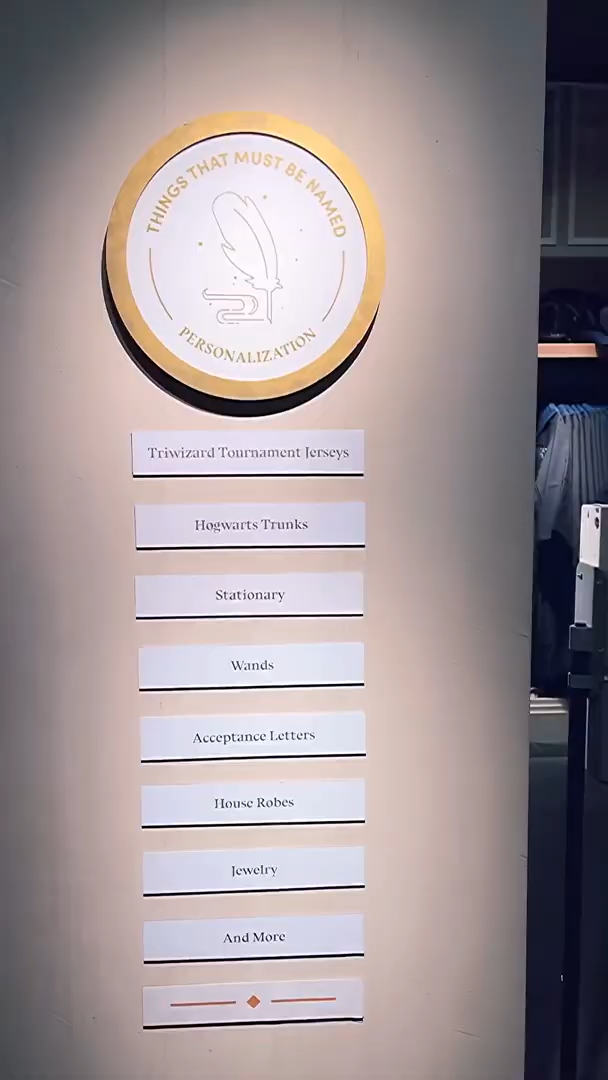 THINGS THAT MUST BE NAMED
PERSONALIZATION
Triwizard Tournament Jerseys
Hogwarts Trunks
Stationary
Wands
Acceptance Letters
House Robes
Jewelry
And More